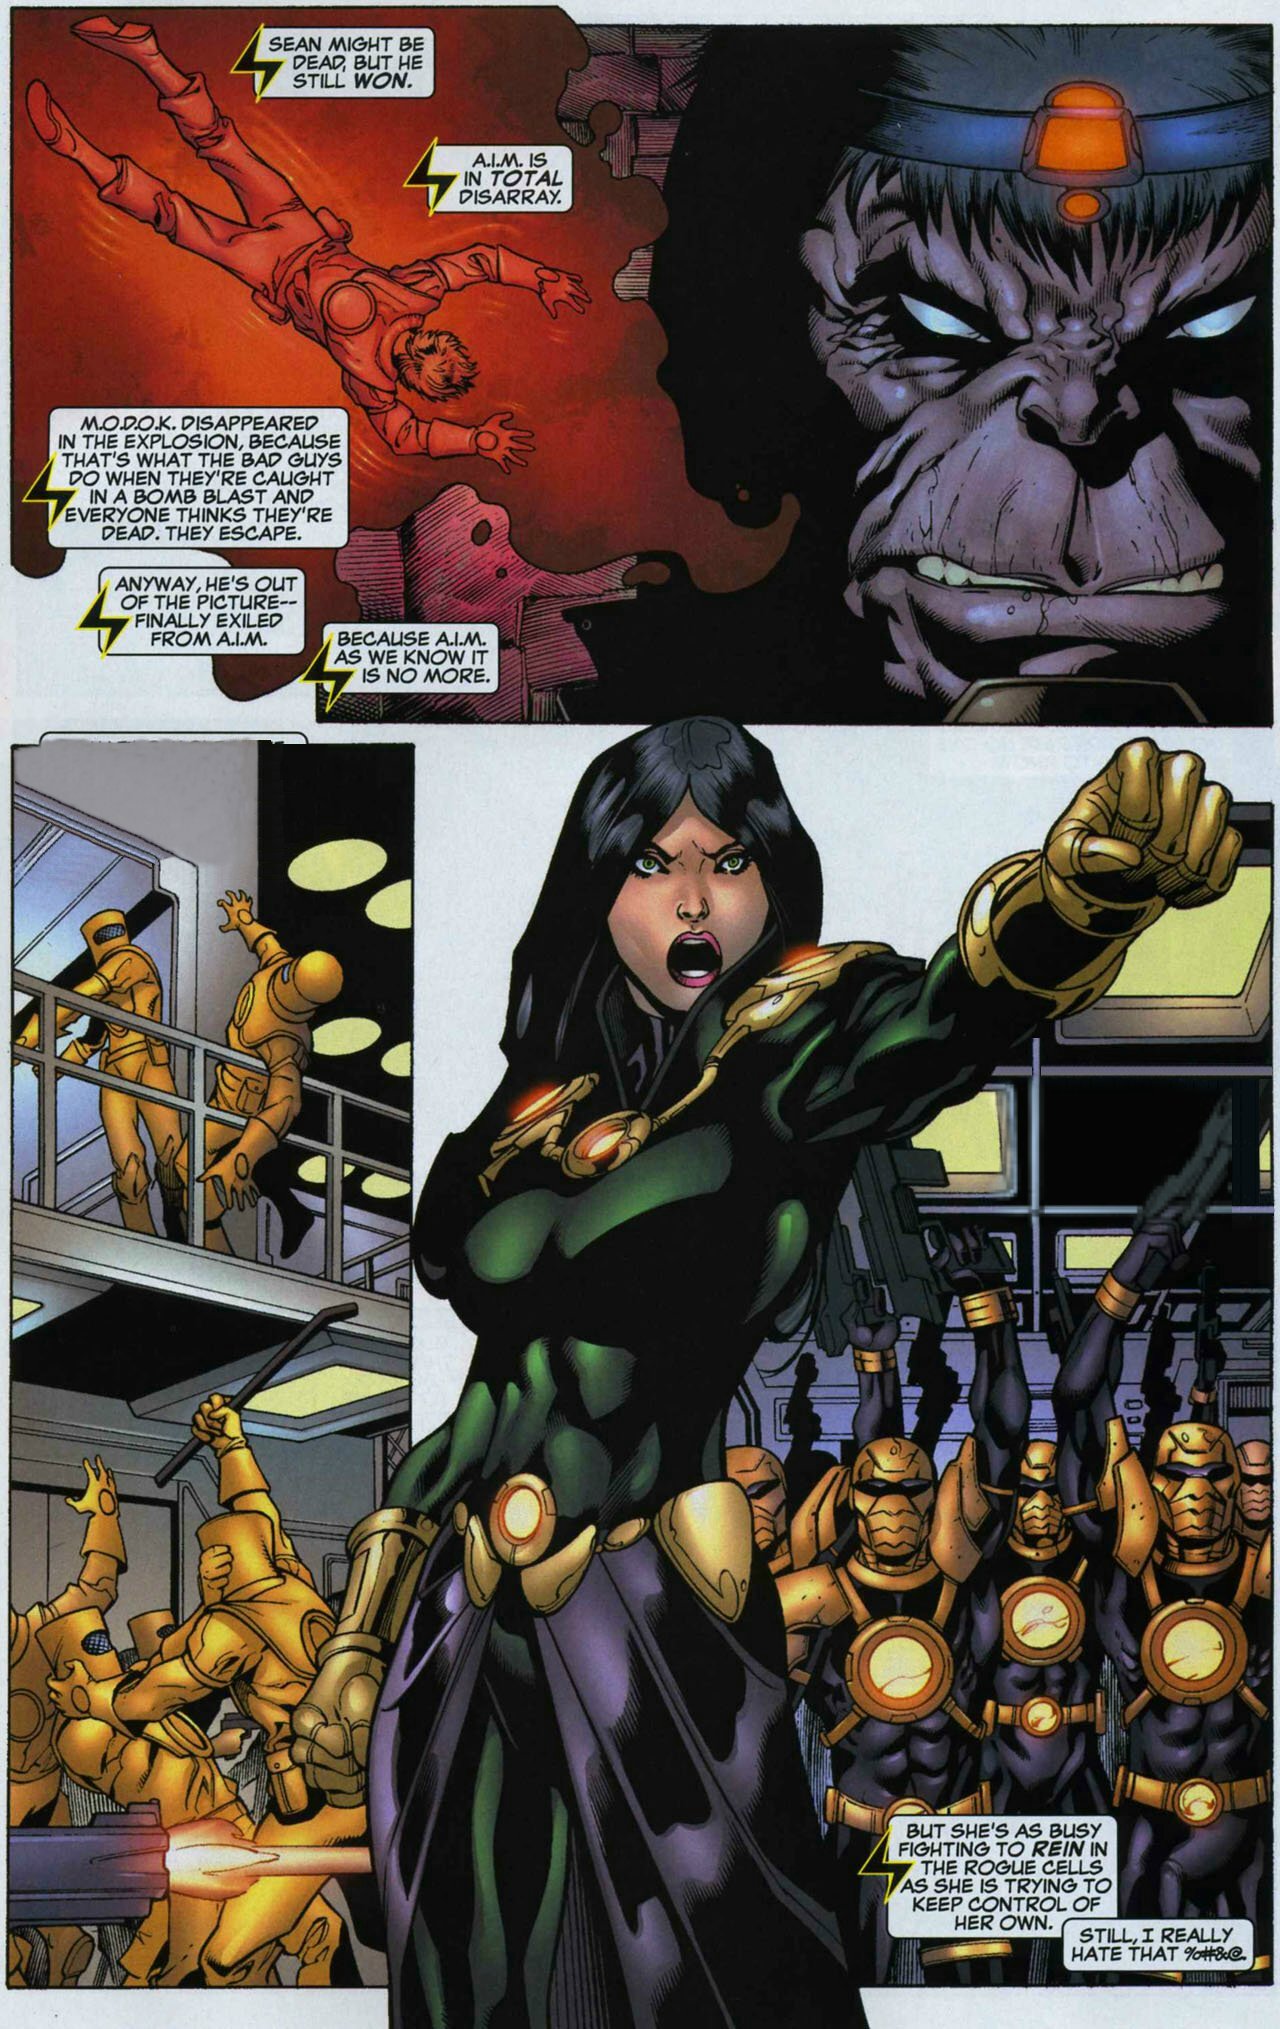 SEAN MIGHT BE
DEAD, BUT HE
STILL WON.
A.I.M. IS
IN TOTAL
DISARRAY.
M.O.D.O.K. DISAPPEARED
IN THE EXPLOSION, BECAUSE
THAT'S WHAT THE BAD GUYS
DO WHEN THEY'RE CAUGHT
IN A BOMB BLAST AND
EVERYONE THINKS THEY'RE
DEAD. THEY ESCAPE.
ANYWAY, HE'S OUT
OF THE PICTURE--
FINALLY EXILED
FROM A.I.M.
BECAUSE A.I.M.
AS WE KNOW IT
IS NO MORE.
BUT SHE'S AS BUSY
FIGHTING TO REIN IN
THE ROGUE CELLS
AS SHE IS TRYING TO
KEEP CONTROL OF
HER OWN.
STILL, I REALLY
HATE THAT %#&@.